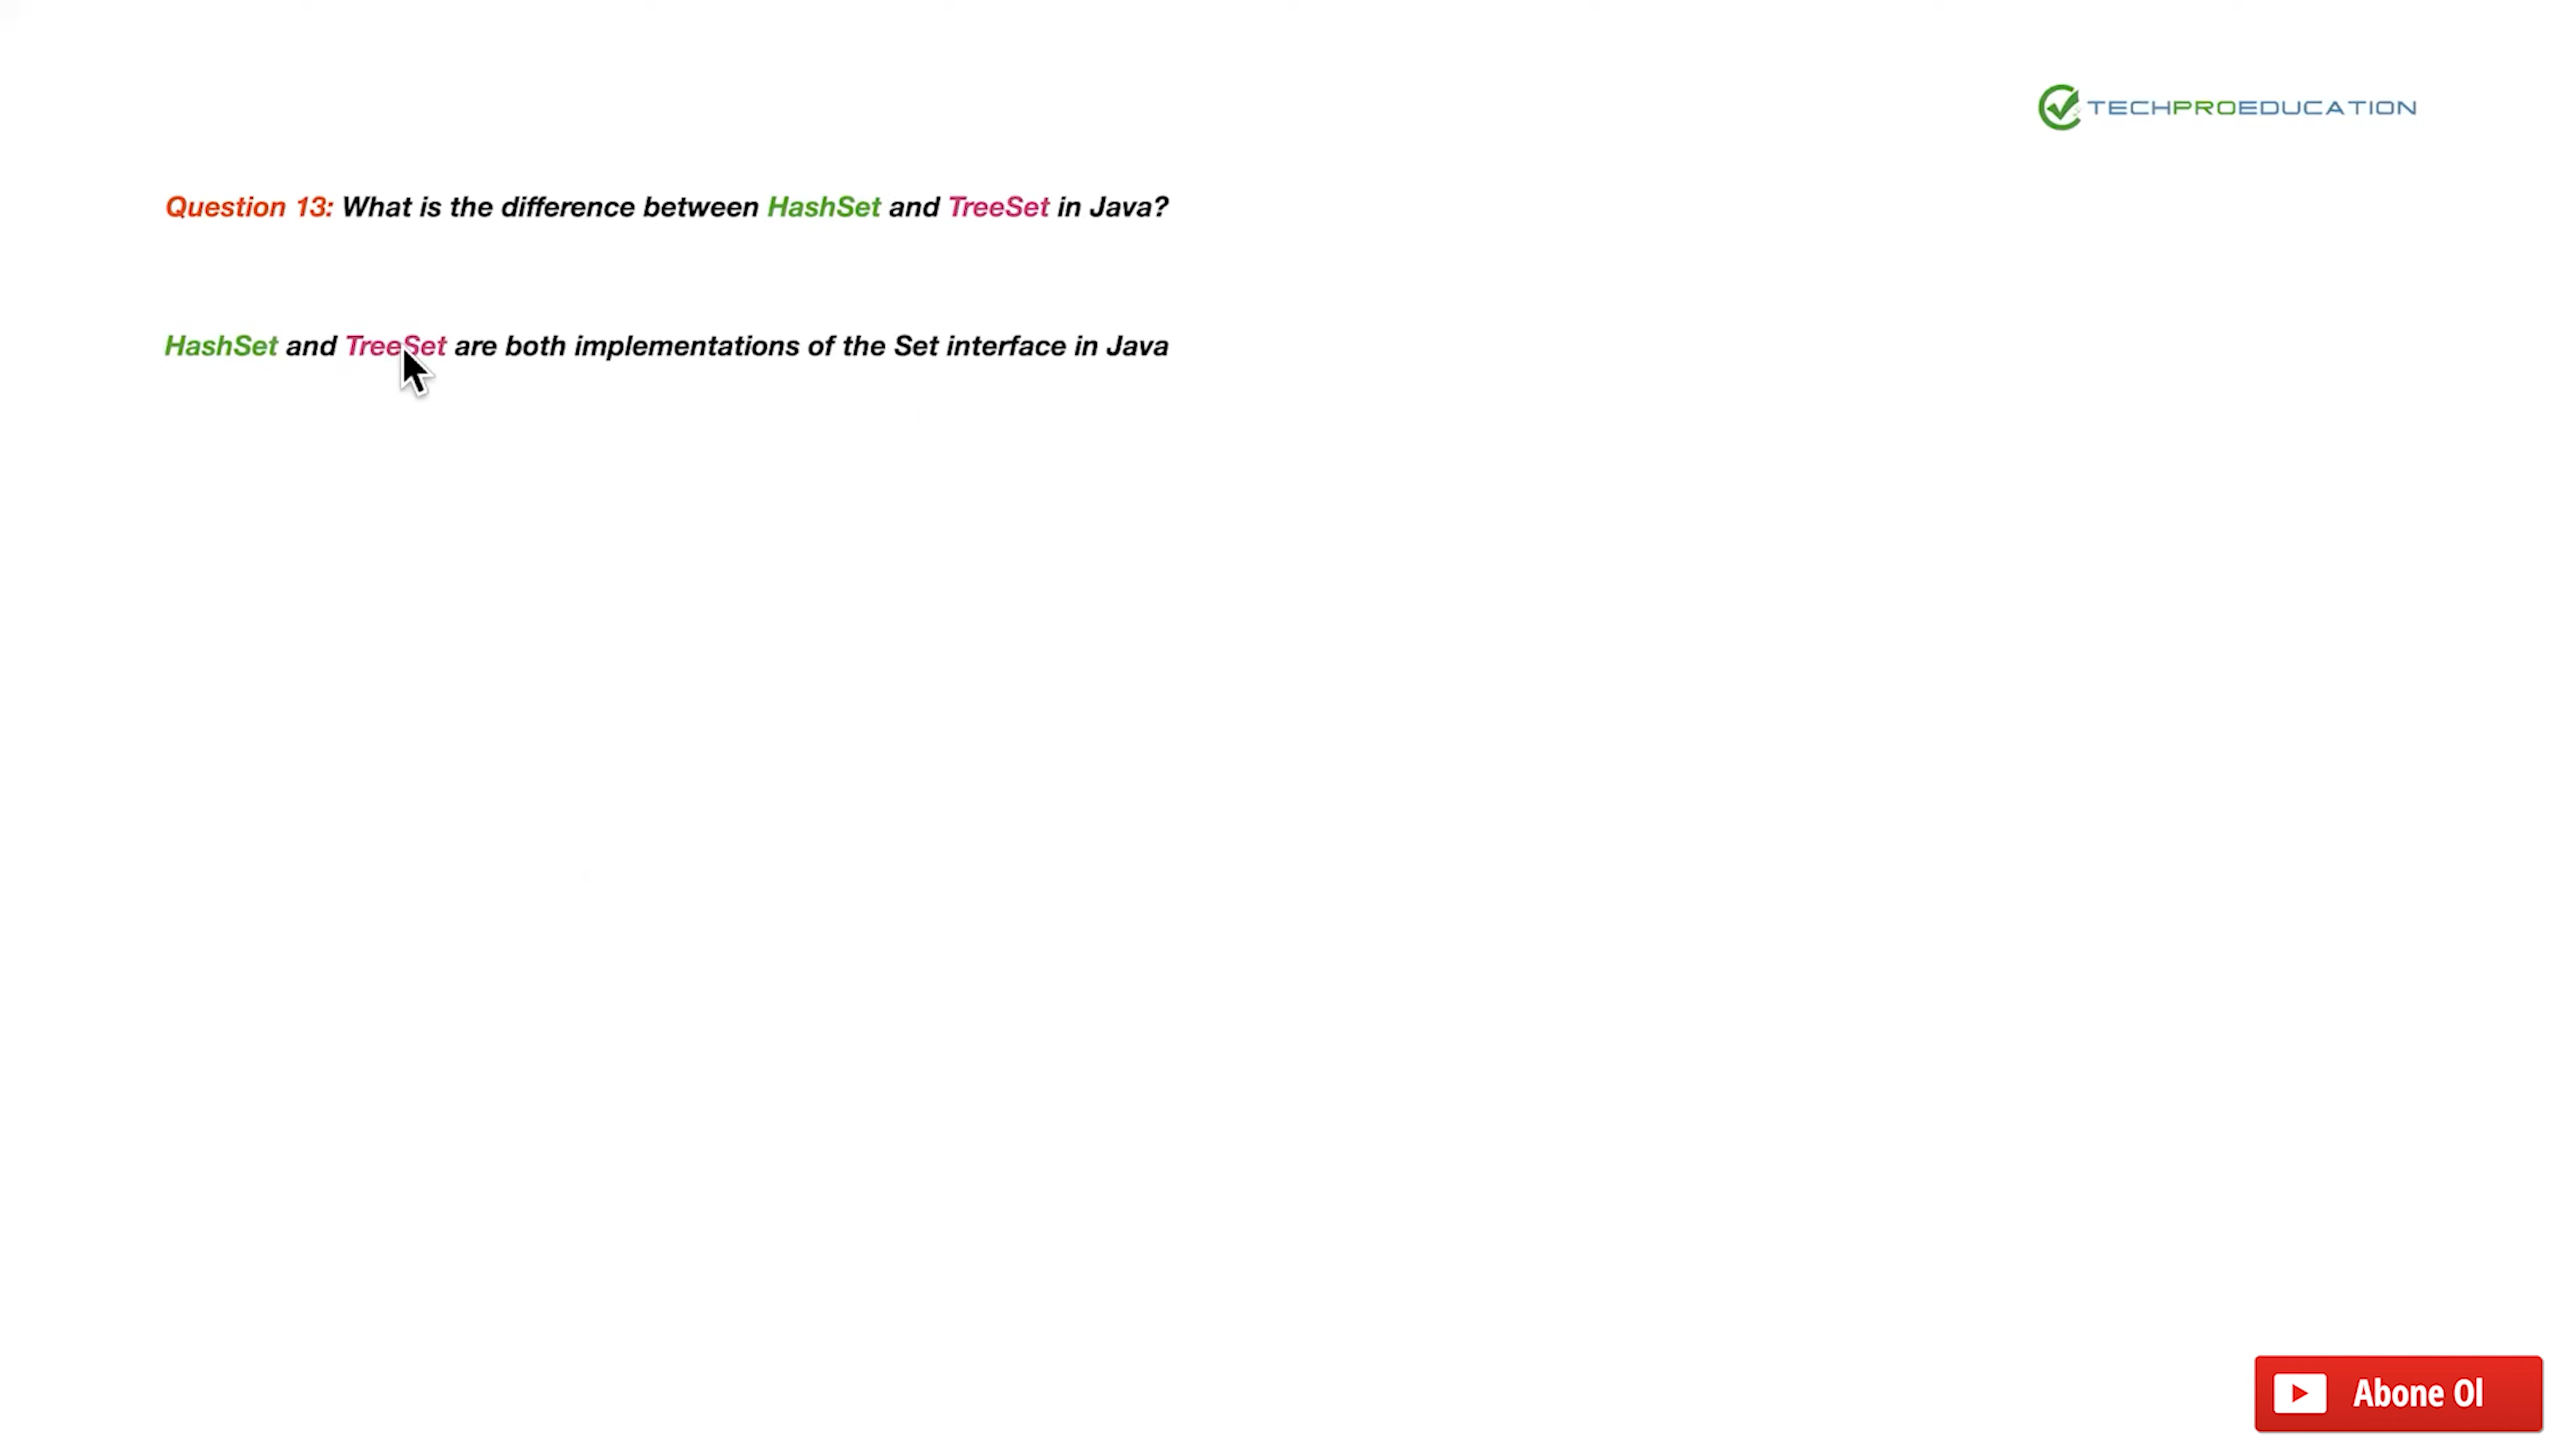 TECHPROEDUCATION
Question 13: What is the difference between HashSet and TreeSet in Java?
HashSet and TreeSet are both implementations of the Set interface in Java
Abone Ol